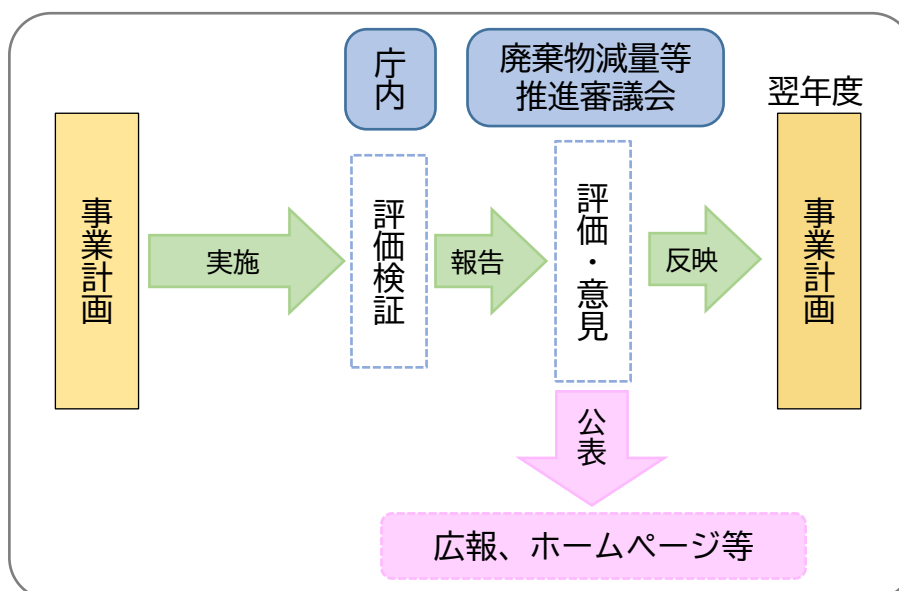 庁内
廃棄物減量等
推進審議会
翌年度
事業計画
実施
評価検証
報告
評価・意見
反映
事業計画
公表
広報、ホームページ等